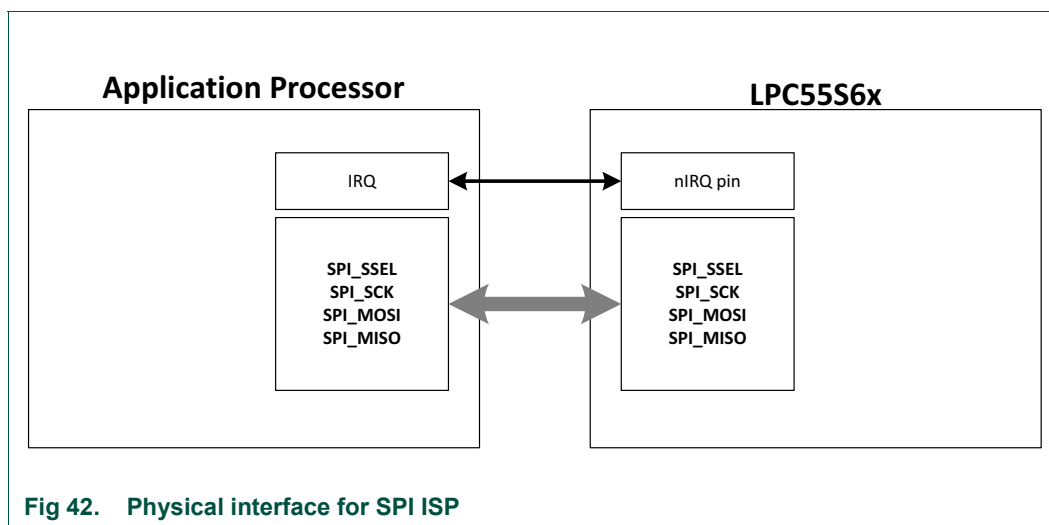 Application Processor
LPC55S6x
IRQ
nIRQ pin
SPI_SSEL
SPI_SCK
SPI_MOSI
SPI_MISO
SPI_SSEL
SPI_SCK
SPI_MOSI
SPI_MISO
Fig 42. Physical interface for SPI ISP